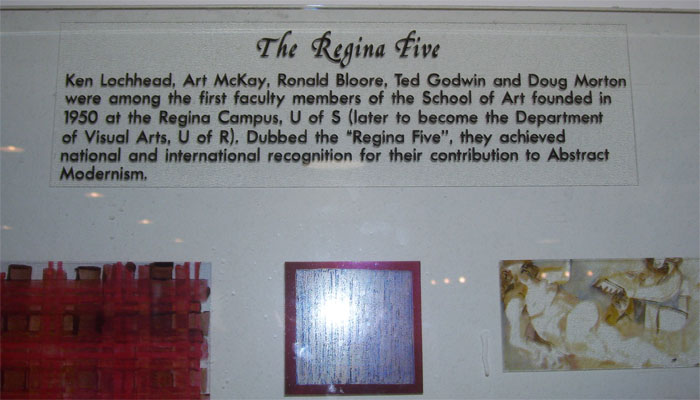 The Regina Five
Ken Lochhead, Art McKay, Ronald Bloore, Ted Godwin and Doug Morton
were among the first faculty members of the School of Art founded in
1950 at the Regina Campus, U of S (later to become the Department
of Visual Arts, U of R). Dubbed the "Regina Five", they achieved
national and international recognition for their contribution to Abstract
Modernism.